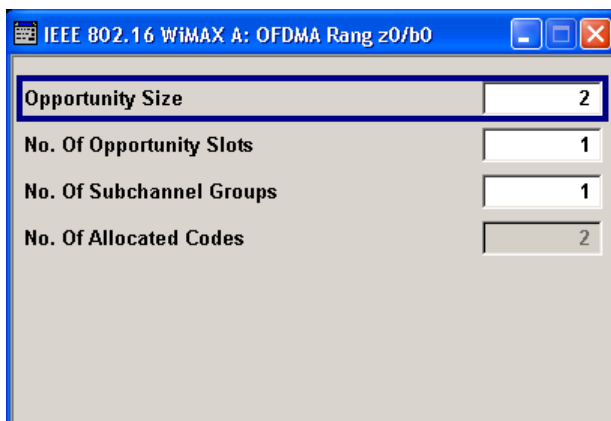 IEEE 802.16 WiMAX A: OFDMA Rang z0/b0
Opportunity Size 2
No. Of Opportunity Slots 1
No. Of Subchannel Groups 1
No. Of Allocated Codes 2